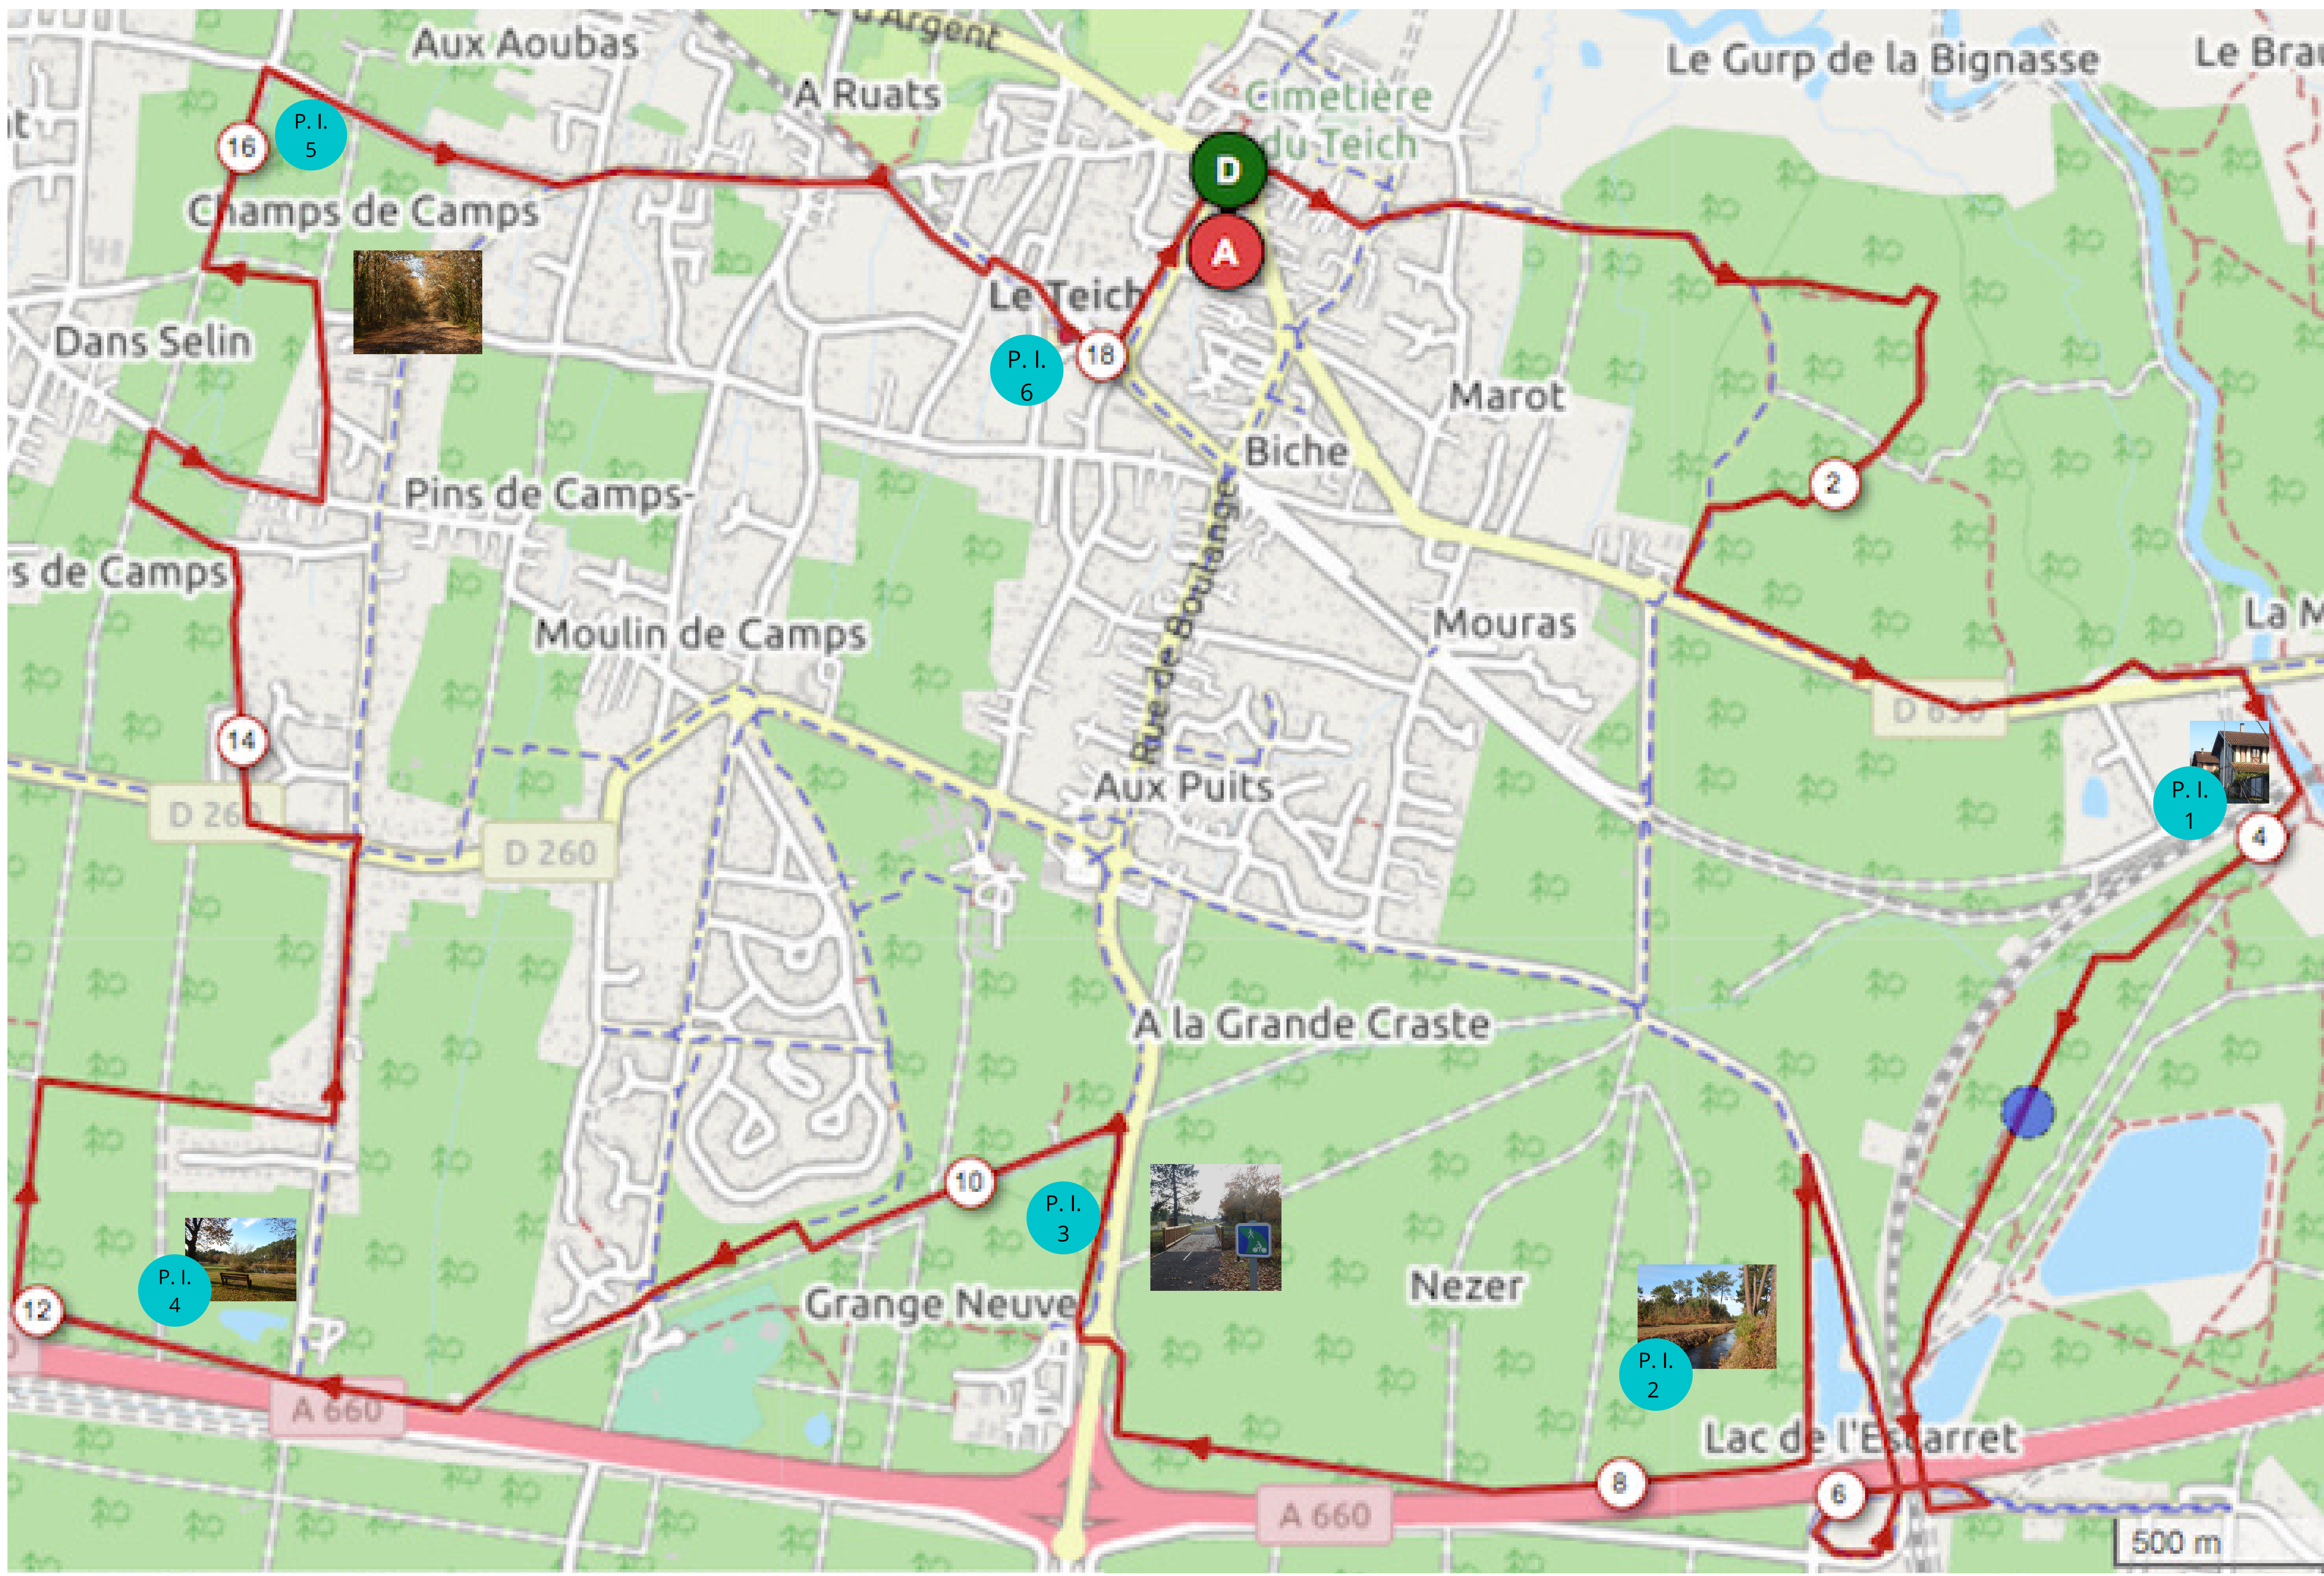 Aux Aoubas
d'Argent
Le Gurp de la Bignasse
Le Brau
A Ruats
Cimetière
du Teich
P. I.
5
16
D
A
Champs de Camps
Le Teich
18
P. I.
6
Dans Selin
Marot
Biche
2
Pins de Camps-
s de Camps
Rue de Boulange
Moulin de Camps
Mouras
La M
D 650
14
Aux Puits
P. I.
1
4
D 260
D 260
A la Grande Craste
10
P. I.
3
P. I.
4
12
Grange Neuve
Nezer
P. I.
2
A 660
Lac de l'Escarret
8
6
A 660
500 m